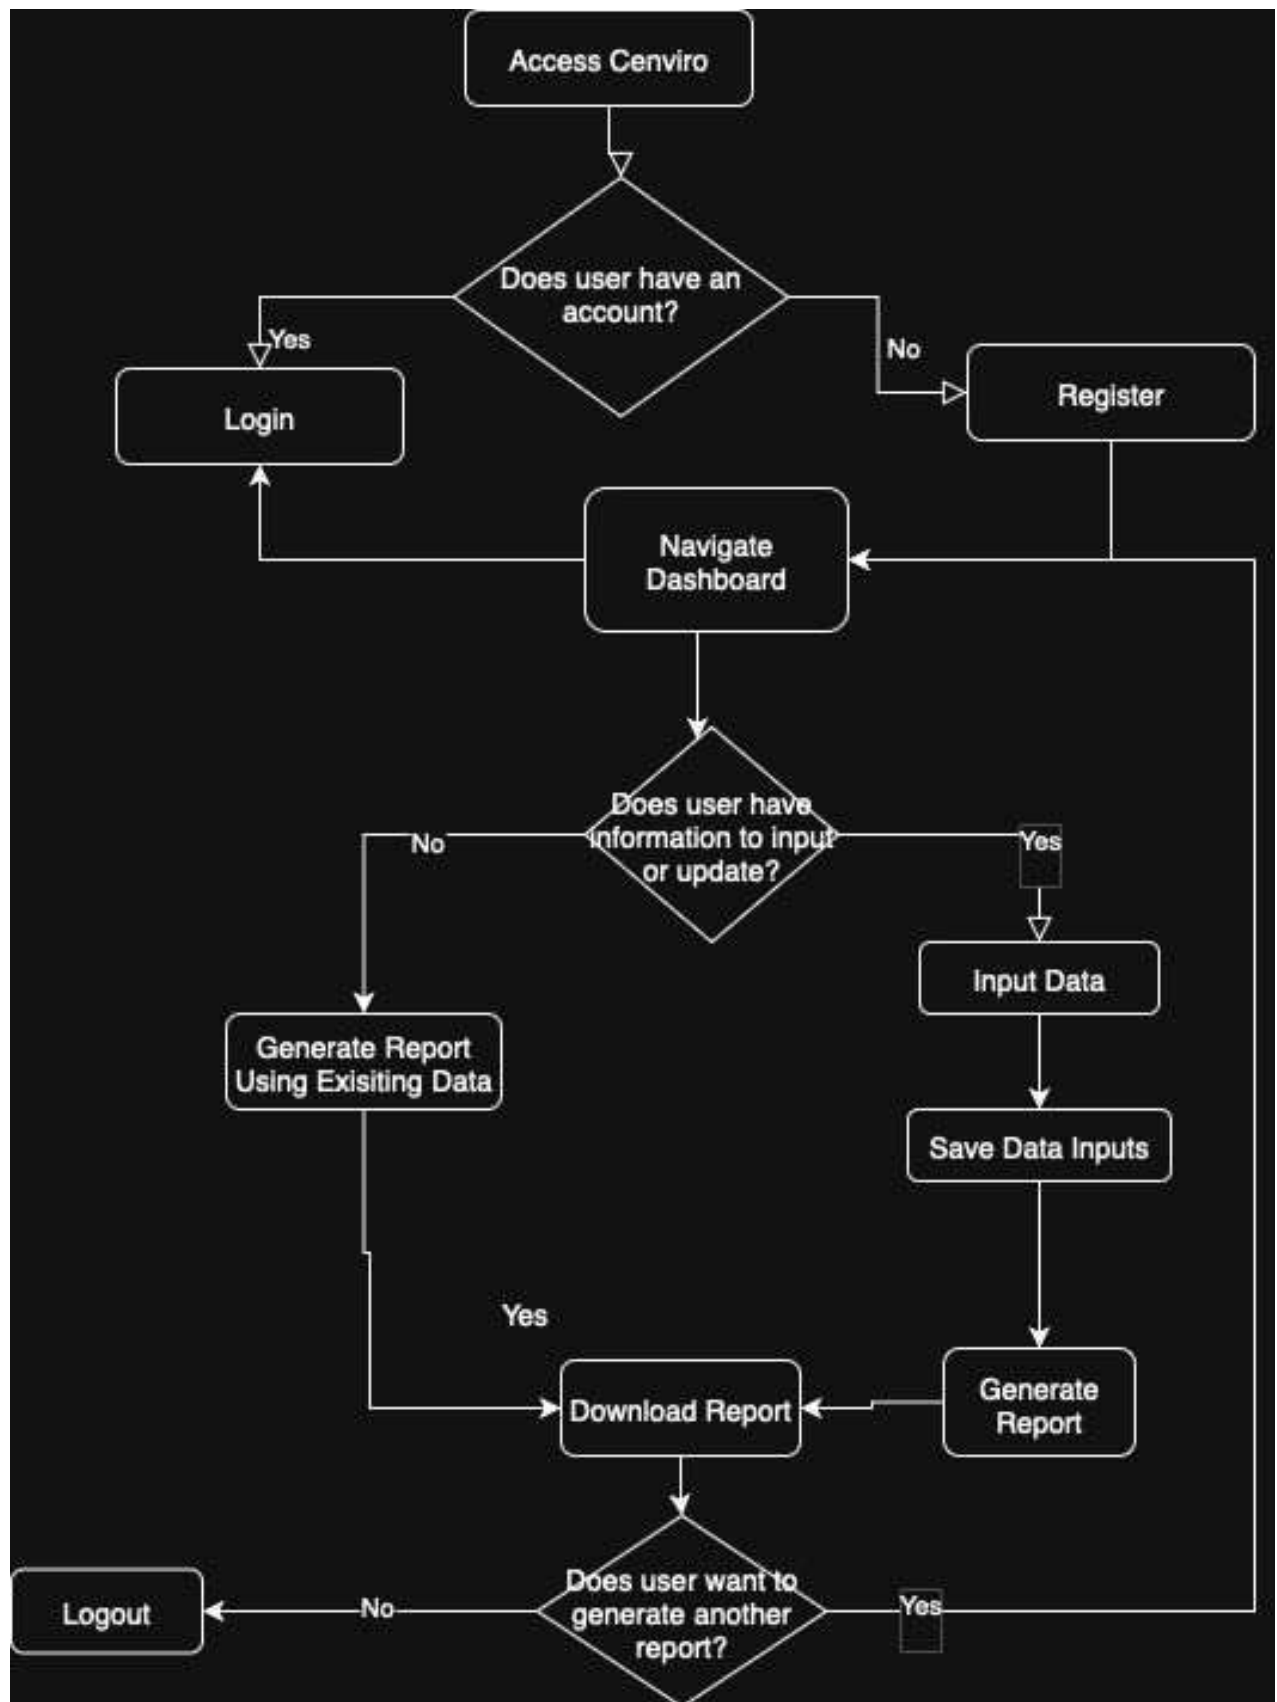 Access Cenviro
Does user have an
account?
Yes
No
Login
Register
Navigate
Dashboard
Does user have
information to input
or update?
No
Yes
Input Data
Generate Report
Using Exisiting Data
Save Data Inputs
Yes
Download Report
Generate
Report
Does user want to
generate another
report?
Logout
No
Yes